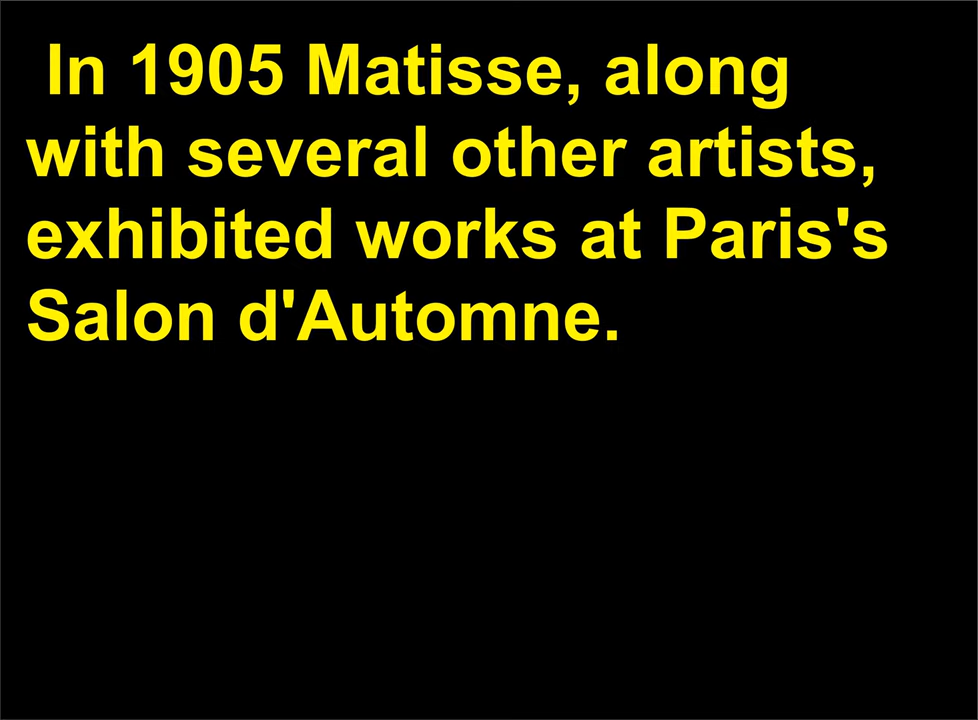 In 1905 Matisse, along
with several other artists,
exhibited works at Paris's
Salon d'Automne.